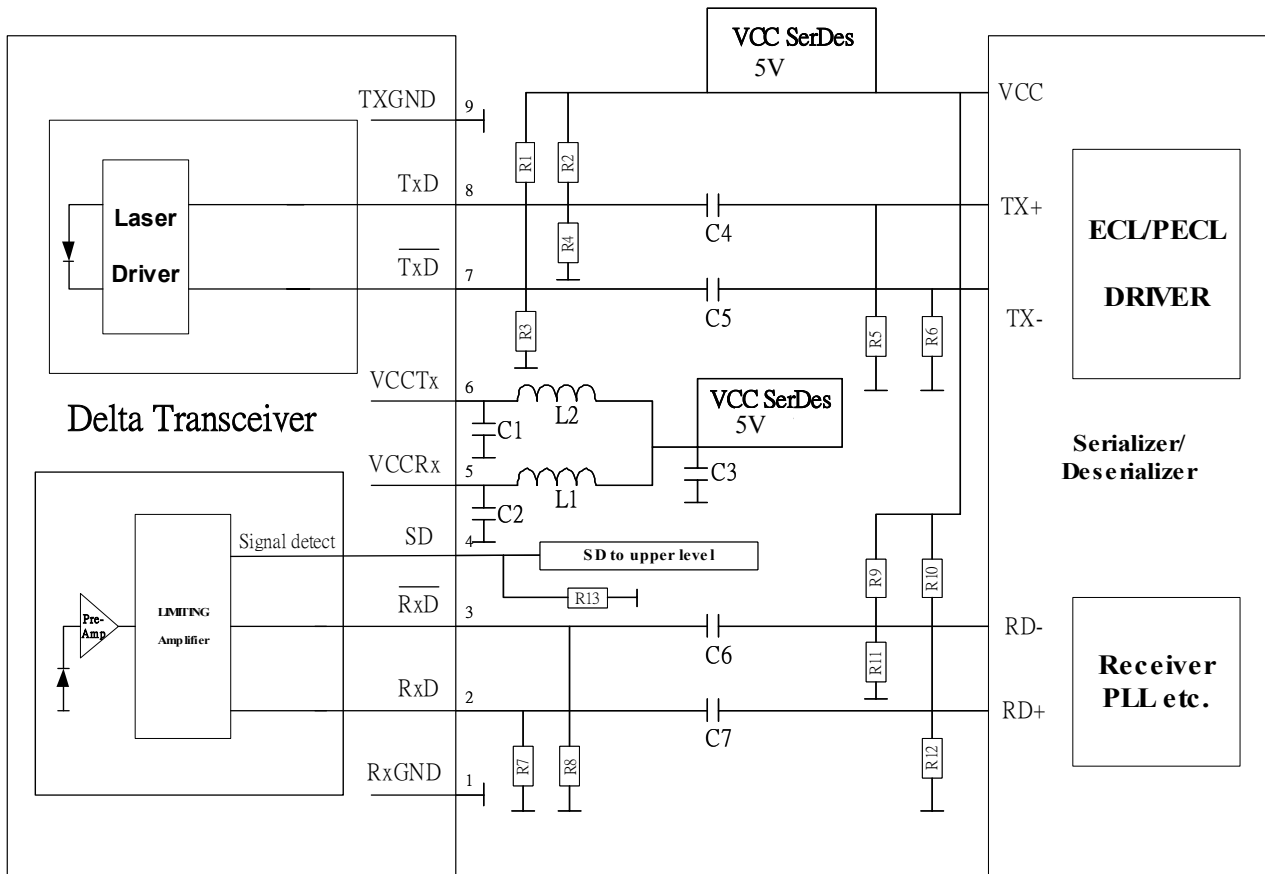 VCC SerDes
5V
TXGND
9
VCC
R1
R2
TxD
8
Laser
Driver
C4
TX+
ECL/PECL
DRIVER
R4
T̅x̅D̅
7
C5
TX-
R3
R5
R6
VCCTx
6
L2
VCC SerDes
5V
Delta Transceiver
C1
Serializer/
Deserializer
VCCRx
5
L1
C3
C2
Signal detect
SD
4
SD to upper level
R9
R10
R13
R̅x̅D̅
3
Pre-
Amp
LIMITING
Amplifier
C6
RD-
R11
Receiver
PLL etc.
RxD
2
C7
RD+
R7
R8
R12
RxGND
1